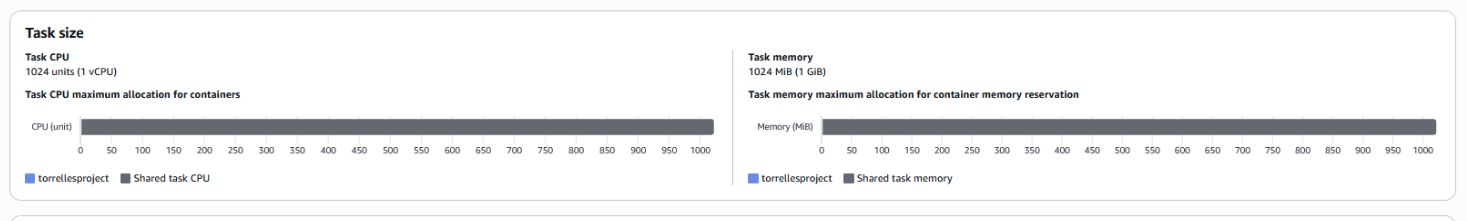 Task size
Task CPU
1024 units (1 vCPU)
Task CPU maximum allocation for containers
CPU (unit)
0 50 100 150 200 250 300 350 400 450 500 550 600 650 700 750 800 850 900 950 1000
torrellesproject Shared task CPU
Task memory
1024 MiB (1 GiB)
Task memory maximum allocation for container memory reservation
Memory (MiB)
0 50 100 150 200 250 300 350 400 450 500 550 600 650 700 750 800 850 900 950 1000
torrellesproject Shared task memory